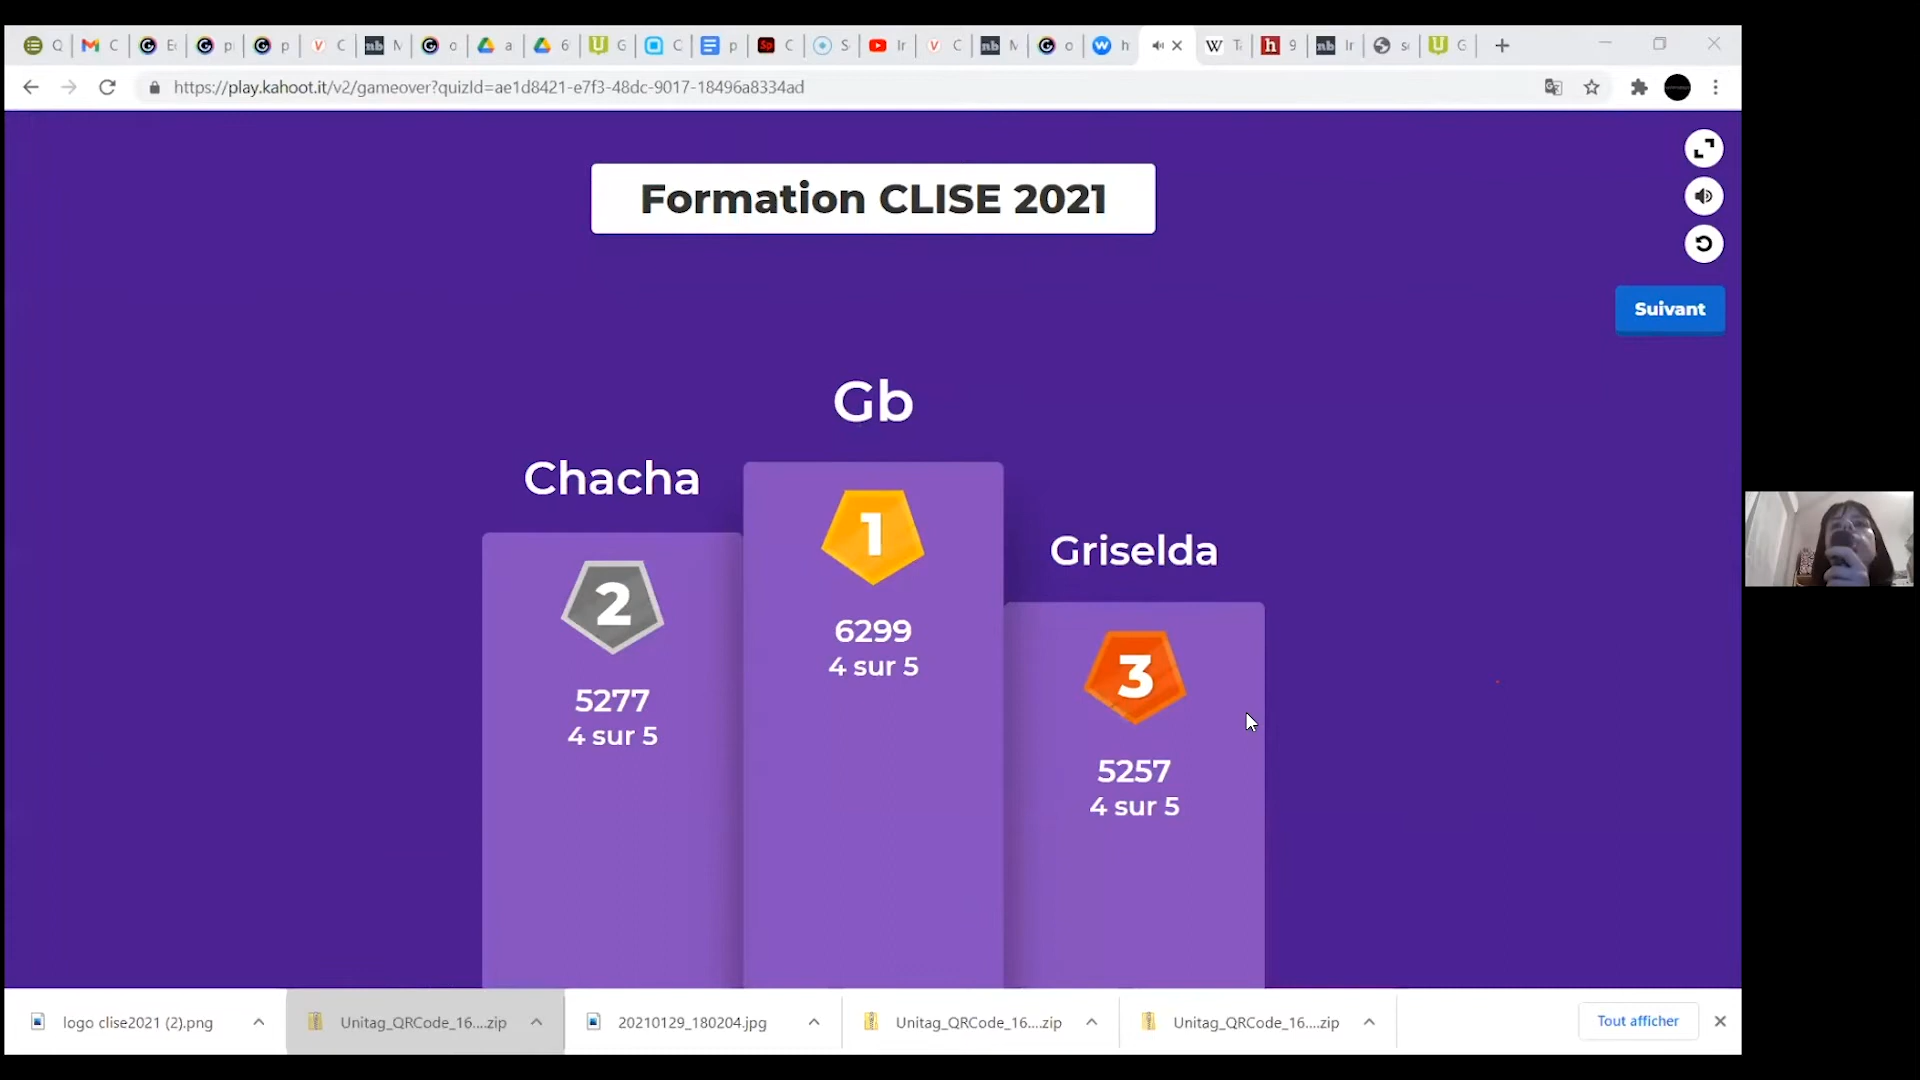 https://play.kahoot.it/v2/gameover?quizId=ae1d8421-e7f3-48dc-9017-18496a8334ad
Formation CLISE 2021
Suivant
Gb
Chacha
Griselda
1
2
3
6299
4 sur 5
5277
4 sur 5
5257
4 sur 5
logo clise2021 (2).png
Unitag_QRCode_16....zip
20210129_180204.jpg
Unitag_QRCode_16....zip
Unitag_QRCode_16....zip
Tout afficher